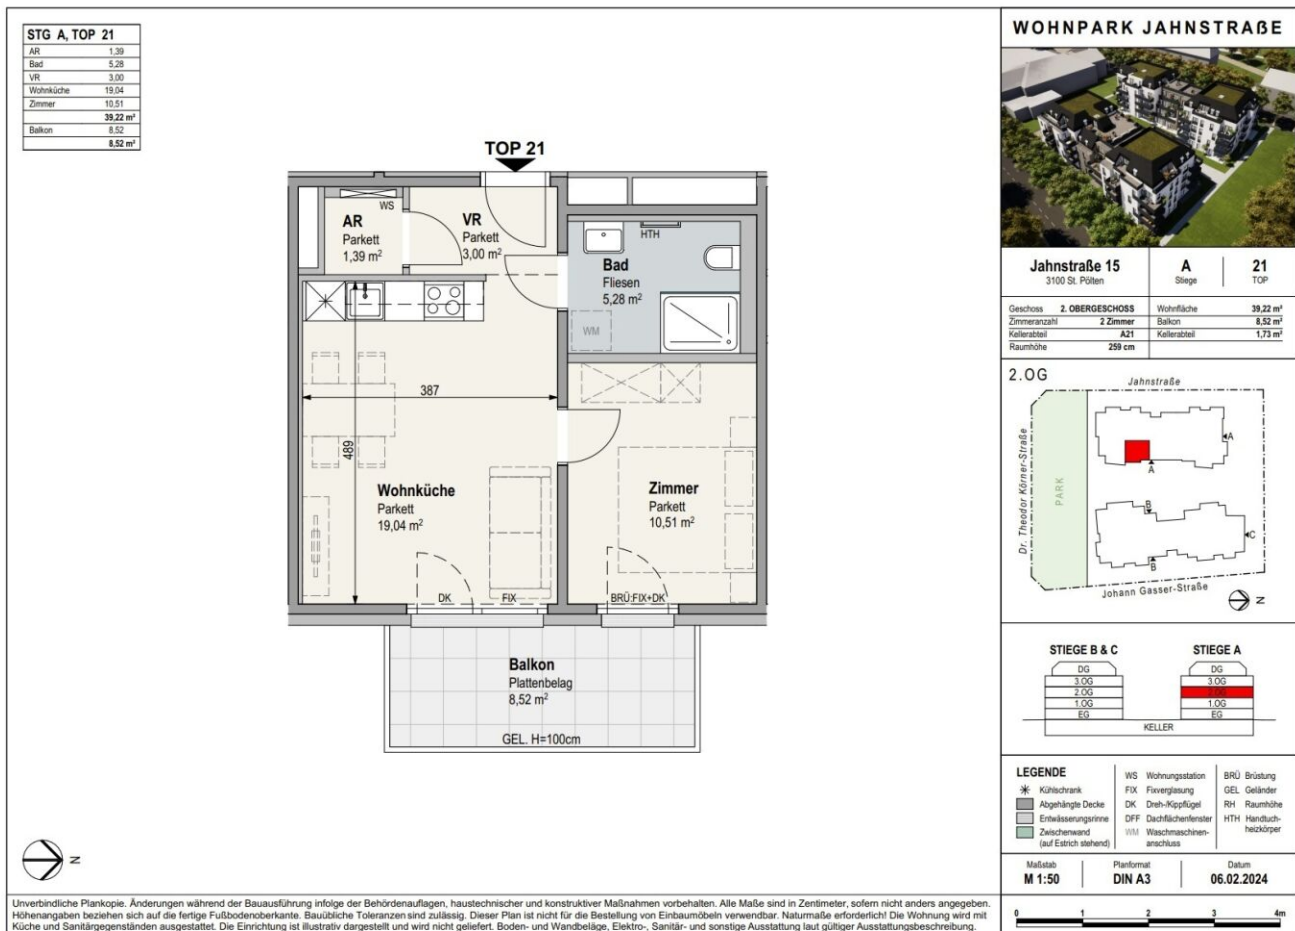 STG A, TOP 21
AR 1,39
Bad 5,28
VR 3,00
Wohnküche 19,04
Zimmer 10,51
39,22 m²
Balkon 8,52
8,52 m²
TOP 21
WS
AR
Parkett
1,39 m²
VR
Parkett
3,00 m²
HTH
Bad
Fliesen
5,28 m²
WM
387
489
Wohnküche
Parkett
19,04 m²
Zimmer
Parkett
10,51 m²
DK FIX BRÜ:FIX+DK
Balkon
Plattenbelag
8,52 m²
GEL. H=100cm
N
WOHNPARK JAHNSTRAßE
Jahnstraße 15
3100 St. Pölten
A
Stiege
21
TOP
Geschoss 2. OBERGESCHOSS
Zimmeranzahl 2 Zimmer
Kellerabteil A21
Raumhöhe 259 cm
Wohnfläche 39,22 m²
Balkon 8,52 m²
Kellerabteil 1,73 m²
2.OG
Jahnstraße
Dr. Theodor Körner-Straße
PARK
A
A
B
C
B
Johann Gasser-Straße
N
STIEGE B & C
DG
3.OG
2.OG
1.OG
EG
STIEGE A
DG
3.OG
2.OG
1.OG
EG
KELLER
LEGENDE
Kühlschrank
Abgehängte Decke
Entwässerungsrinne
Zwischenwand
(auf Estrich stehend)
WS Wohnungsstation
FIX Fixverglasung
DK Dreh-/Kippflügel
DFF Dachflächenfenster
WM Waschmaschinen-
anschluss
BRÜ Brüstung
GEL Geländer
RH Raumhöhe
HTH Handtuch-
heizkörper
Maßstab
M 1:50
Planformat
DIN A3
Datum
06.02.2024
0 1 2 3 4m
Unverbindliche Plankopie. Änderungen während der Bauausführung infolge der Behördenauflagen, haustechnischer und konstruktiver Maßnahmen vorbehalten. Alle Maße sind in Zentimeter, sofern nicht anders angegeben.
Höhenangaben beziehen sich auf die fertige Fußbodenoberkante. Bauübliche Toleranzen sind zulässig. Dieser Plan ist nicht für die Bestellung von Einbaumöbeln verwendbar. Naturmaße erforderlich! Die Wohnung wird mit
Küche und Sanitärgegenständen ausgestattet. Die Einrichtung ist illustrativ dargestellt und wird nicht geliefert. Boden- und Wandbeläge, Elektro-, Sanitär- und sonstige Ausstattung laut gültiger Ausstattungsbeschreibung.